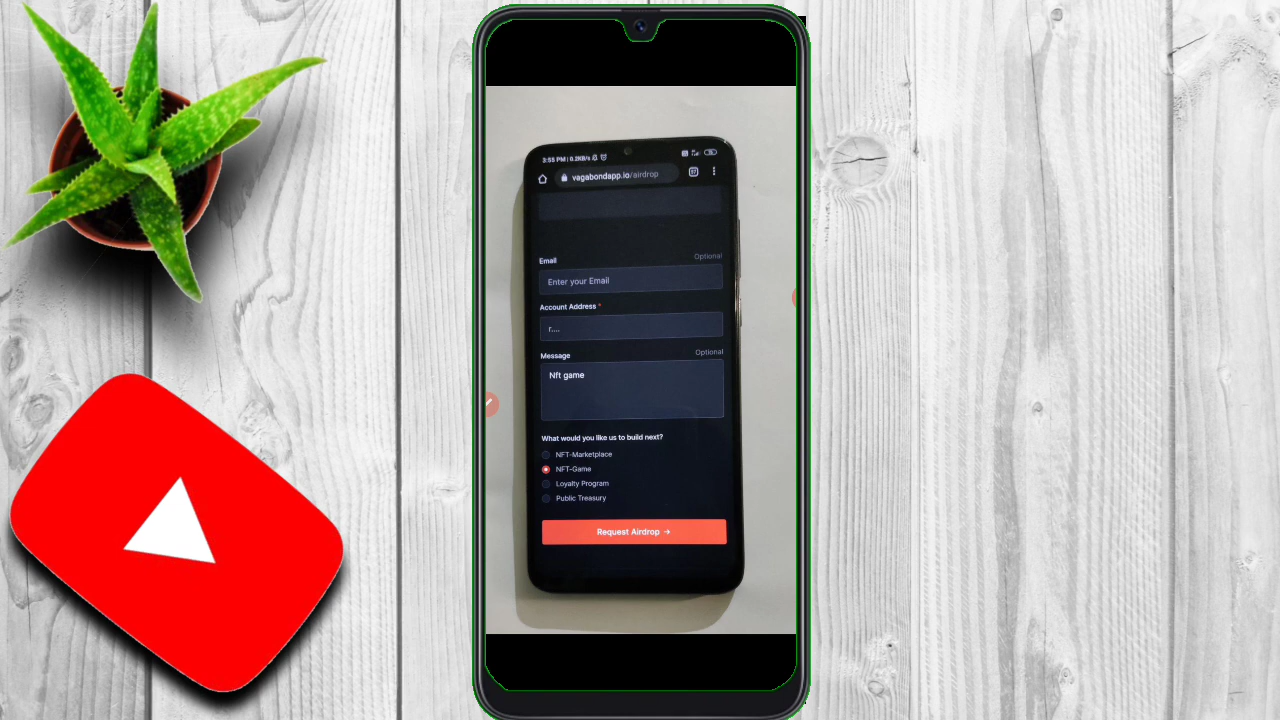 3:55 PM | 0.2KB/s
vagabondapp.io/airdrop
Email Optional
Enter your Email
Account Address *
r....
Message Optional
Nft game
What would you like us to build next?
NFT-Marketplace
NFT-Game
Loyalty Program
Public Treasury
Request Airdrop →